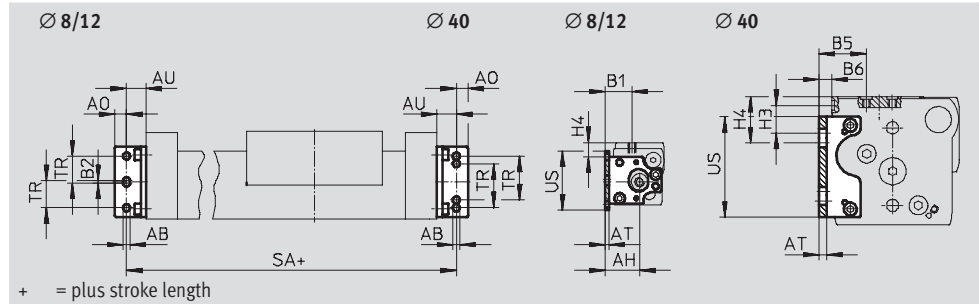 ⌀ 8/12
⌀ 40
⌀ 8/12
⌀ 40
AU
AO
AO
AU
TR
B2
TR
TR
TR
AB
AB
SA+
B1
H4
US
AT
AH
B5
B6
H4
H3
US
AT
+ = plus stroke length